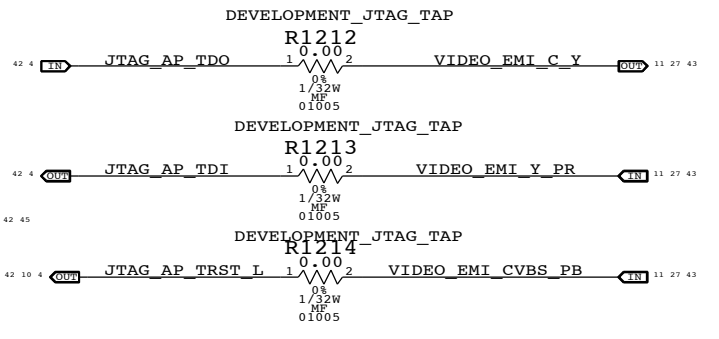 DEVELOPMENT_JTAG_TAP
R1212
42 4 IN JTAG_AP_TDO 1 0.00 2 VIDEO_EMI_C_Y OUT 11 27 43
0%
1/32W
MF
01005
DEVELOPMENT_JTAG_TAP
R1213
42 4 OUT JTAG_AP_TDI 1 0.00 2 VIDEO_EMI_Y_PR IN 11 27 43
0%
1/32W
MF
01005
42 45
DEVELOPMENT_JTAG_TAP
R1214
42 10 4 OUT JTAG_AP_TRST_L 1 0.00 2 VIDEO_EMI_CVBS_PB IN 11 27 43
0%
1/32W
MF
01005